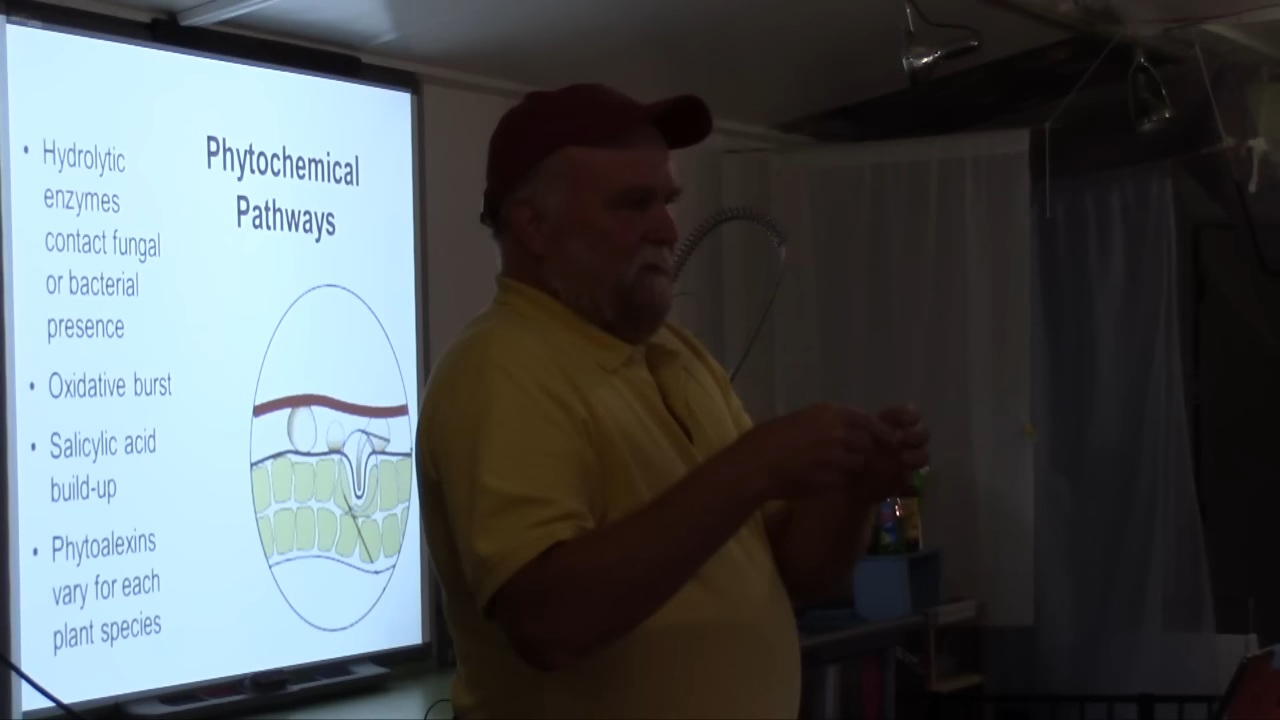 Phytochemical
Pathways
• Hydrolytic
enzymes
contact fungal
or bacterial
presence
• Oxidative burst
• Salicylic acid
build-up
• Phytoalexins
vary for each
plant species